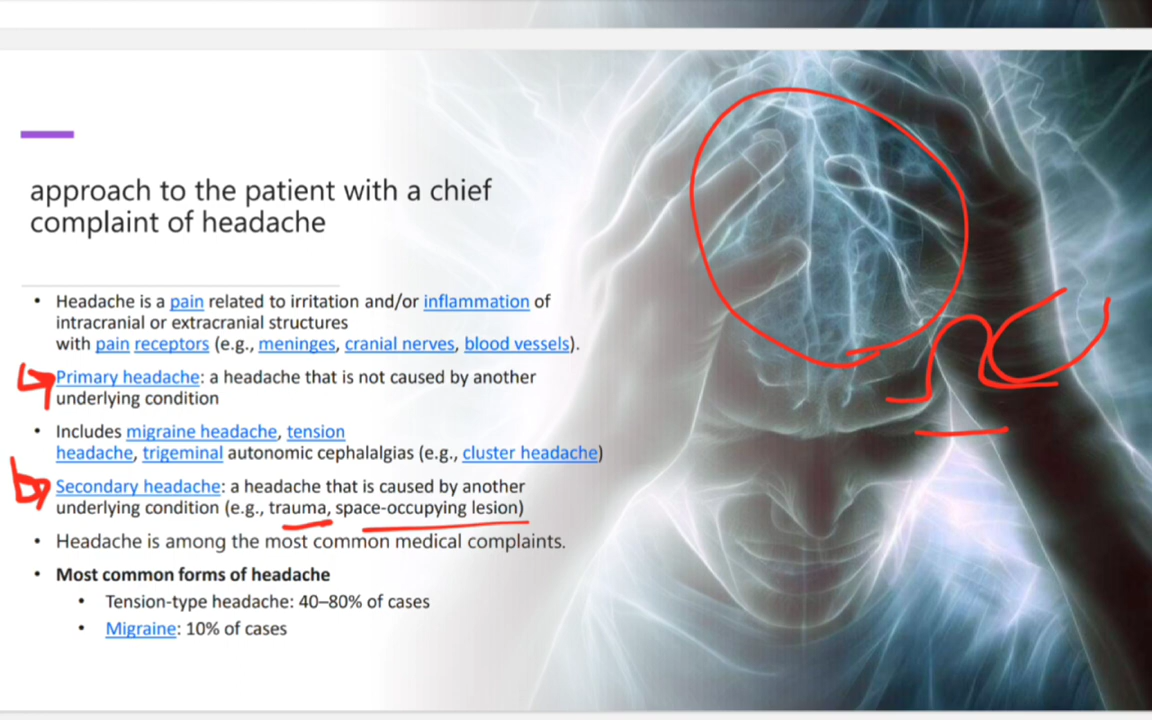 approach to the patient with a chief
complaint of headache
• Headache is a pain related to irritation and/or inflammation of
intracranial or extracranial structures
with pain receptors (e.g., meninges, cranial nerves, blood vessels).
Primary headache: a headache that is not caused by another
underlying condition
• Includes migraine headache, tension
headache, trigeminal autonomic cephalalgias (e.g., cluster headache)
Secondary headache: a headache that is caused by another
underlying condition (e.g., trauma, space-occupying lesion)
• Headache is among the most common medical complaints.
• Most common forms of headache
• Tension-type headache: 40–80% of cases
• Migraine: 10% of cases